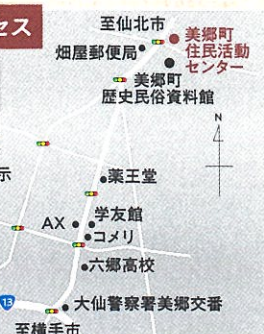 セス
至仙北市
畑屋郵便局
美郷町
住民活動
センター
美郷町
歴史民俗資料館
N
示
薬王堂
AX
学友館
コメリ
六郷高校
13
大仙警察署美郷交番
至横手市